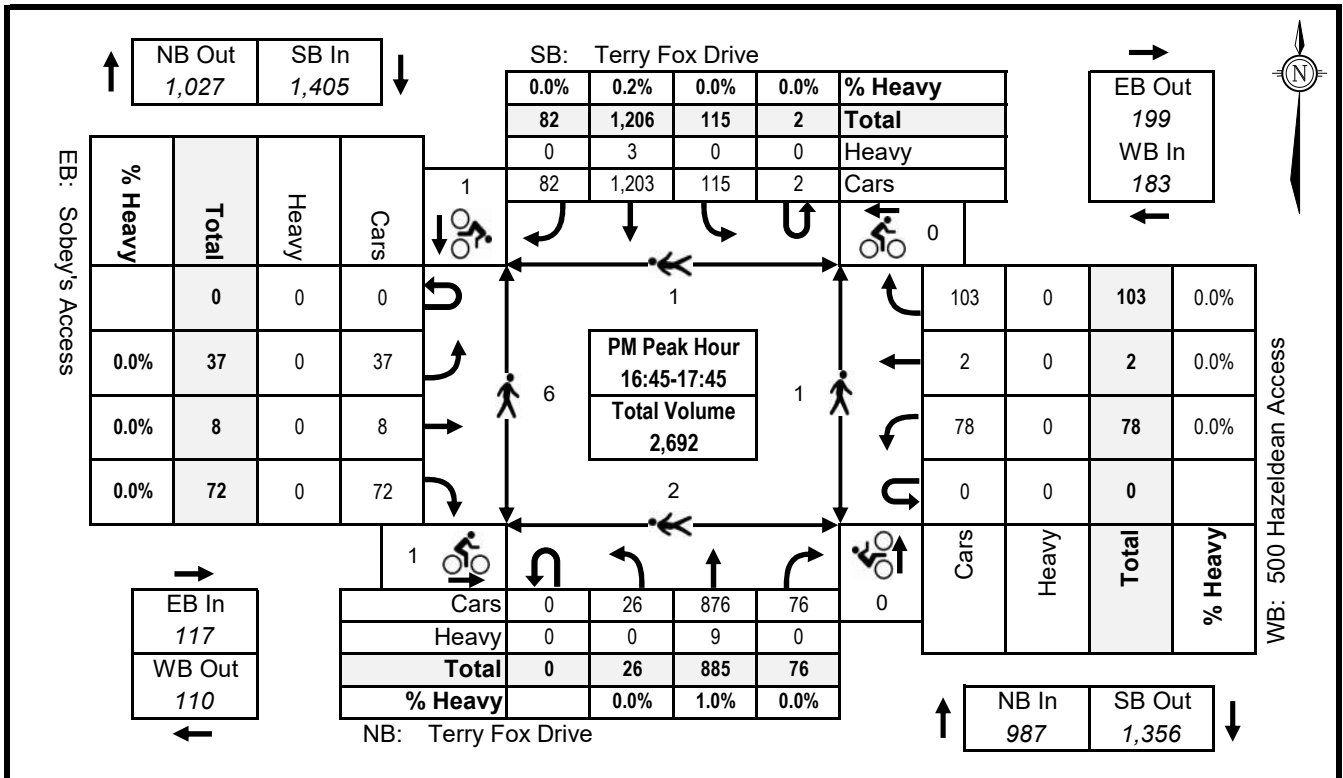 NB Out SB In
1,027 1,405
SB: Terry Fox Drive
0.0% 0.2% 0.0% 0.0% % Heavy
82 1,206 115 2 Total
0 3 0 0 Heavy
82 1,203 115 2 Cars
EB Out
199
WB In
183
N
EB: Sobey's Access
% Heavy Total Heavy Cars
0 0 0
0.0% 37 0 37
0.0% 8 0 8
0.0% 72 0 72
1
0
1
6
PM Peak Hour
16:45-17:45
Total Volume
2,692
1
2
103 0 103 0.0%
2 0 2 0.0%
78 0 78 0.0%
0 0 0
Cars Heavy Total % Heavy
WB: 500 Hazeldean Access
1
0
EB In
117
WB Out
110
Cars 0 26 876 76
Heavy 0 0 9 0
Total 0 26 885 76
% Heavy 0.0% 1.0% 0.0%
NB: Terry Fox Drive
NB In SB Out
987 1,356